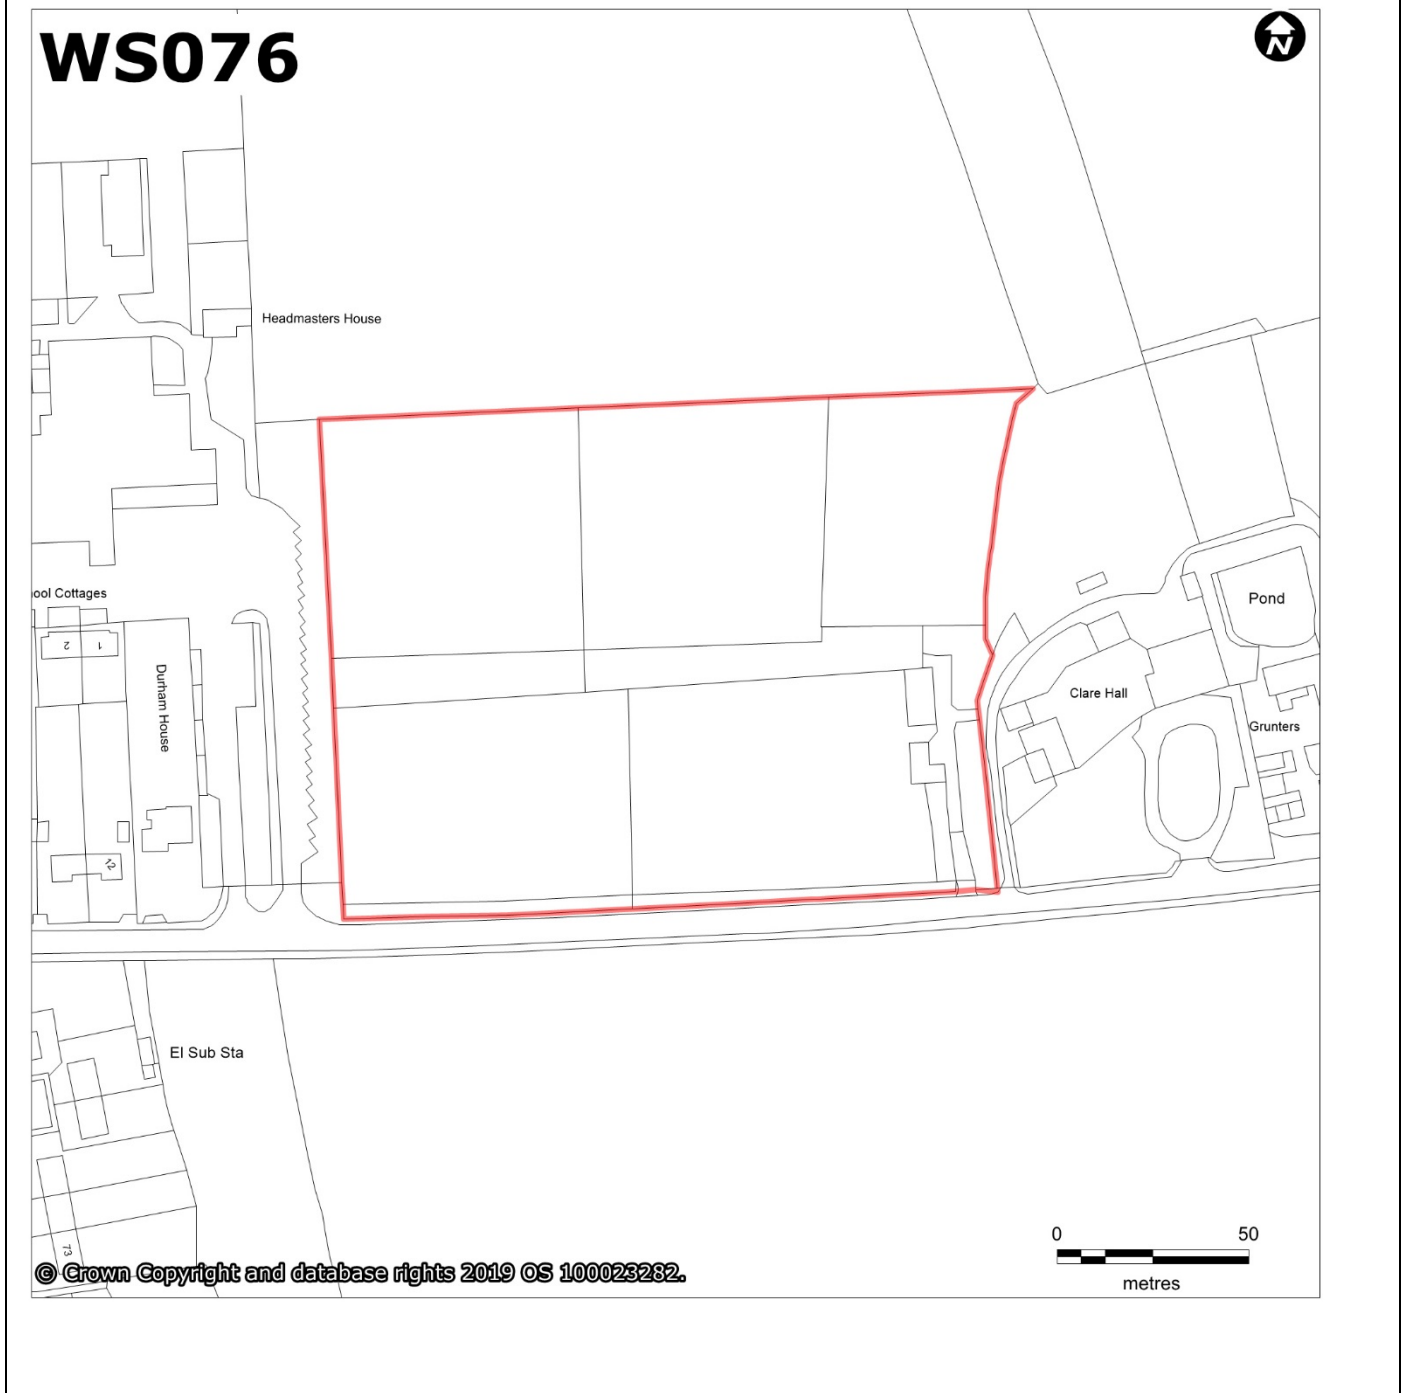 WS076
N
Headmasters House
ool Cottages
2
1
Durham House
12
Pond
Clare Hall
Grunters
El Sub Sta
73
0 50
metres
© Crown Copyright and database rights 2019 OS 100023282.